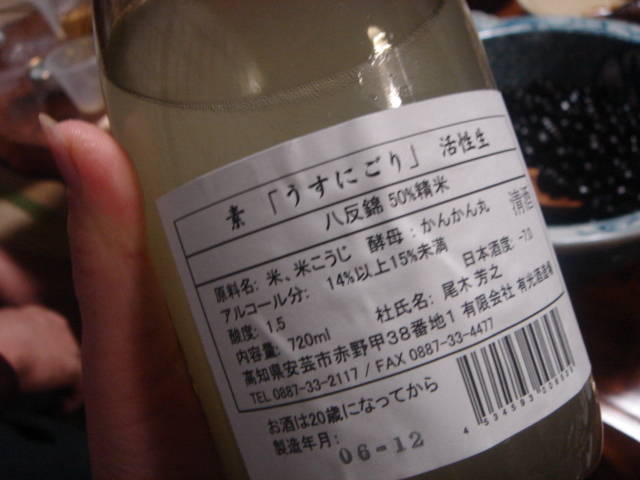 素 「うすにごり」 活性生
八反錦 50%精米
清酒
原料名: 米、米こうじ 酵母: かんかん丸
アルコール分: 14%以上15%未満 日本酒度: -7.0
酸度: 1.5 杜氏名: 尾木 芳之
内容量: 720ml 有限会社 有光酒造場
高知県安芸市赤野甲38番地1
TEL 0887-33-2117 / FAX 0887-33-4477
お酒は20歳になってから
製造年月: 06-12